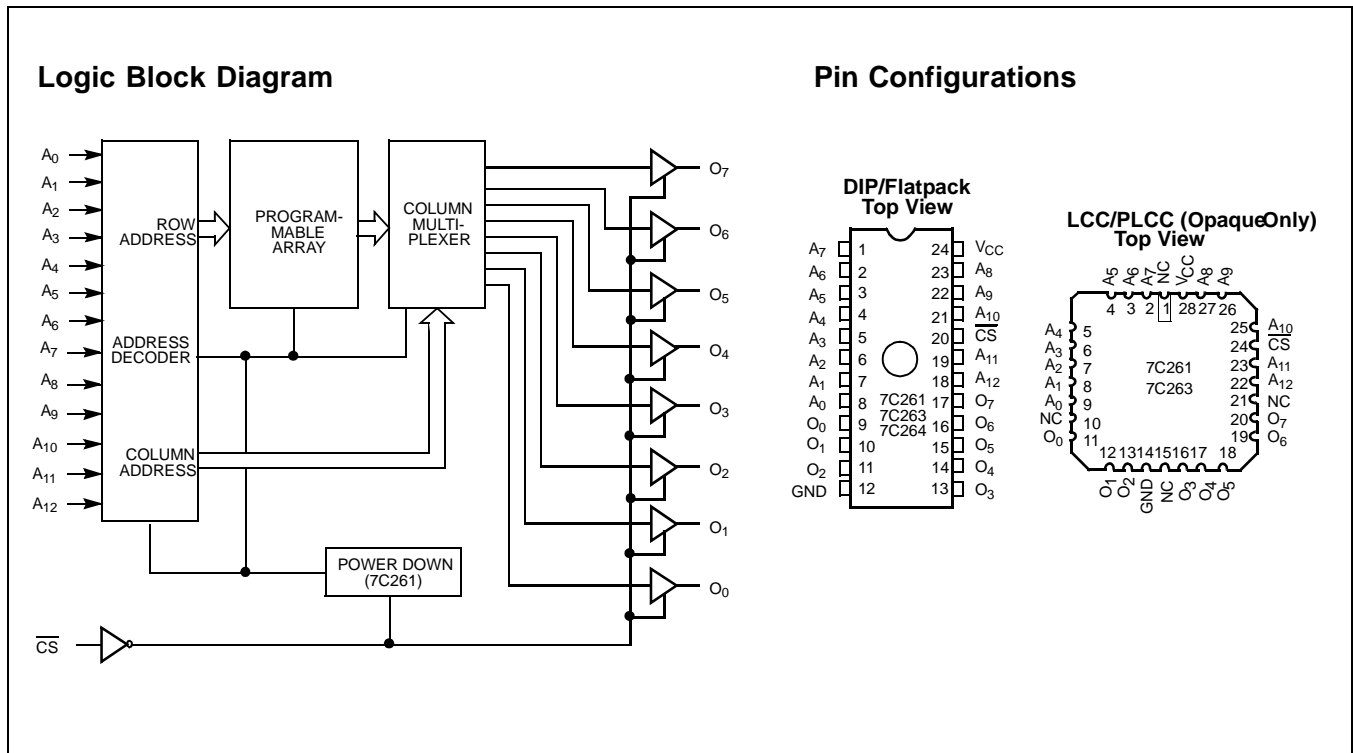 Logic Block Diagram
A0
A1
A2
A3
A4
A5
A6
A7
A8
A9
A10
A11
A12
ROW
ADDRESS
ADDRESS
DECODER
COLUMN
ADDRESS
PROGRAM-
MABLE
ARRAY
COLUMN
MULTI-
PLEXER
POWER DOWN
(7C261)
CS
O7
O6
O5
O4
O3
O2
O1
O0
Pin Configurations
DIP/Flatpack
Top View
A7 1 24 VCC
A6 2 23 A8
A5 3 22 A9
A4 4 21 A10
A3 5 20 CS
A2 6 19 A11
A1 7 18 A12
A0 8 7C261 17 O7
O0 9 7C263 16 O6
7C264
O1 10 15 O5
O2 11 14 O4
GND 12 13 O3
LCC/PLCC (OpaqueOnly)
Top View
A5 A6 A7 NC VCC A8 A9
4 3 2 1 28 27 26
A4 5 25 A10
A3 6 24 CS
A2 7 7C261 23 A11
A1 8 7C263 22 A12
A0 9 21 NC
NC 10 20 O7
O0 11 19 O6
12 13 14 15 16 17 18
O1 O2 GND NC O3 O4 O5